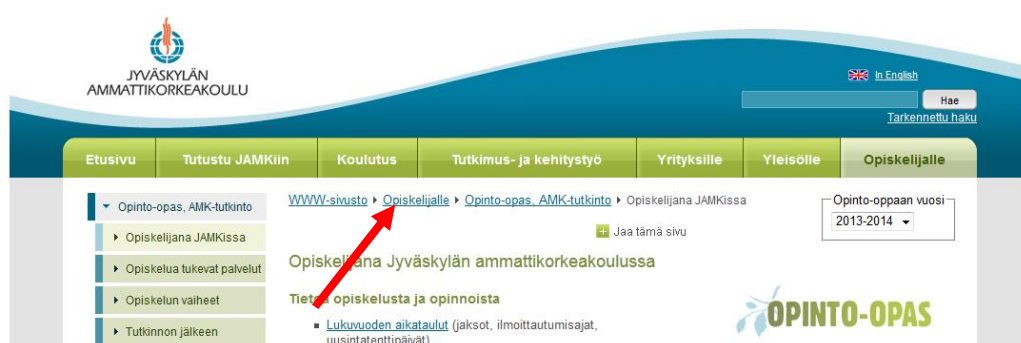 JYVÄSKYLÄN
AMMATTIKORKEAKOULU
In English
Hae
Tarkennettu haku
Etusivu Tutustu JAMKiin Koulutus Tutkimus- ja kehitystyö Yrityksille Yleisölle Opiskelijalle
Opinto-opas, AMK-tutkinto
Opiskelijana JAMKissa
Opiskelua tukevat palvelut
Opiskelun vaiheet
Tutkinnon jälkeen
WWW-sivusto Opiskelijalle Opinto-opas, AMK-tutkinto Opiskelijana JAMKissa
Jaa tämä sivu
Opinto-oppaan vuosi
2013-2014
Opiskelijana Jyväskylän ammattikorkeakoulussa
Tietoa opiskelusta ja opinnoista
Lukuvuoden aikataulut (jaksot, ilmoittautumisajat,
uusintatenttipäivät)
OPINTO-OPAS